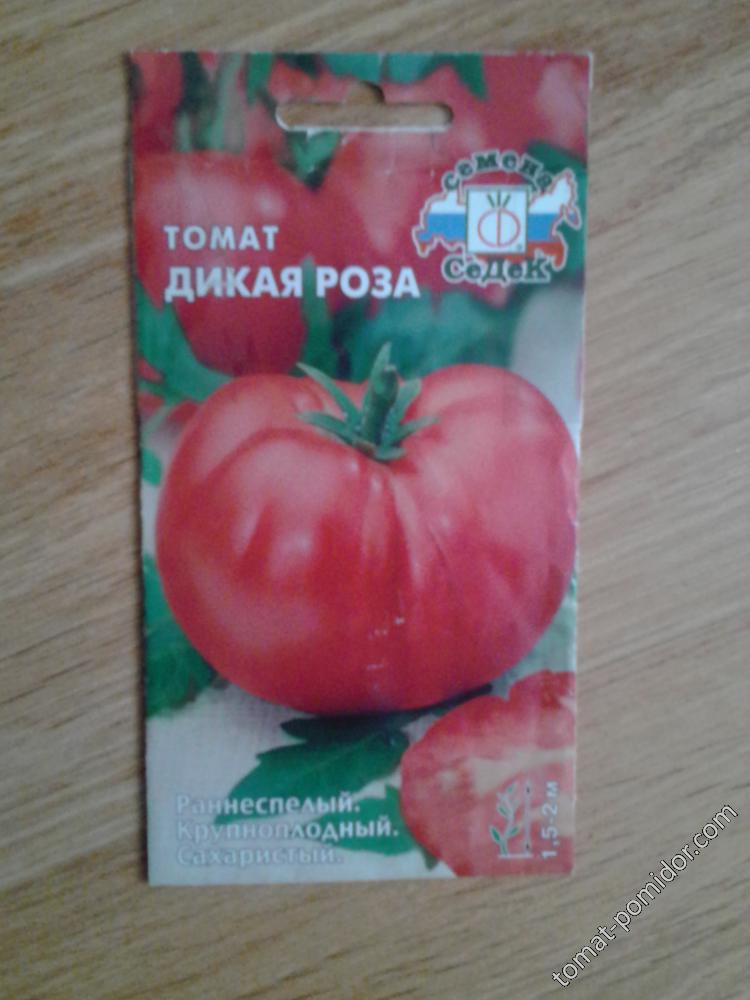 семена
СеДеК
ТОМАТ
ДИКАЯ РОЗА
Раннеспелый.
Крупноплодный.
Сахаристый.
1,5-2 м
tomat-pomidor.com